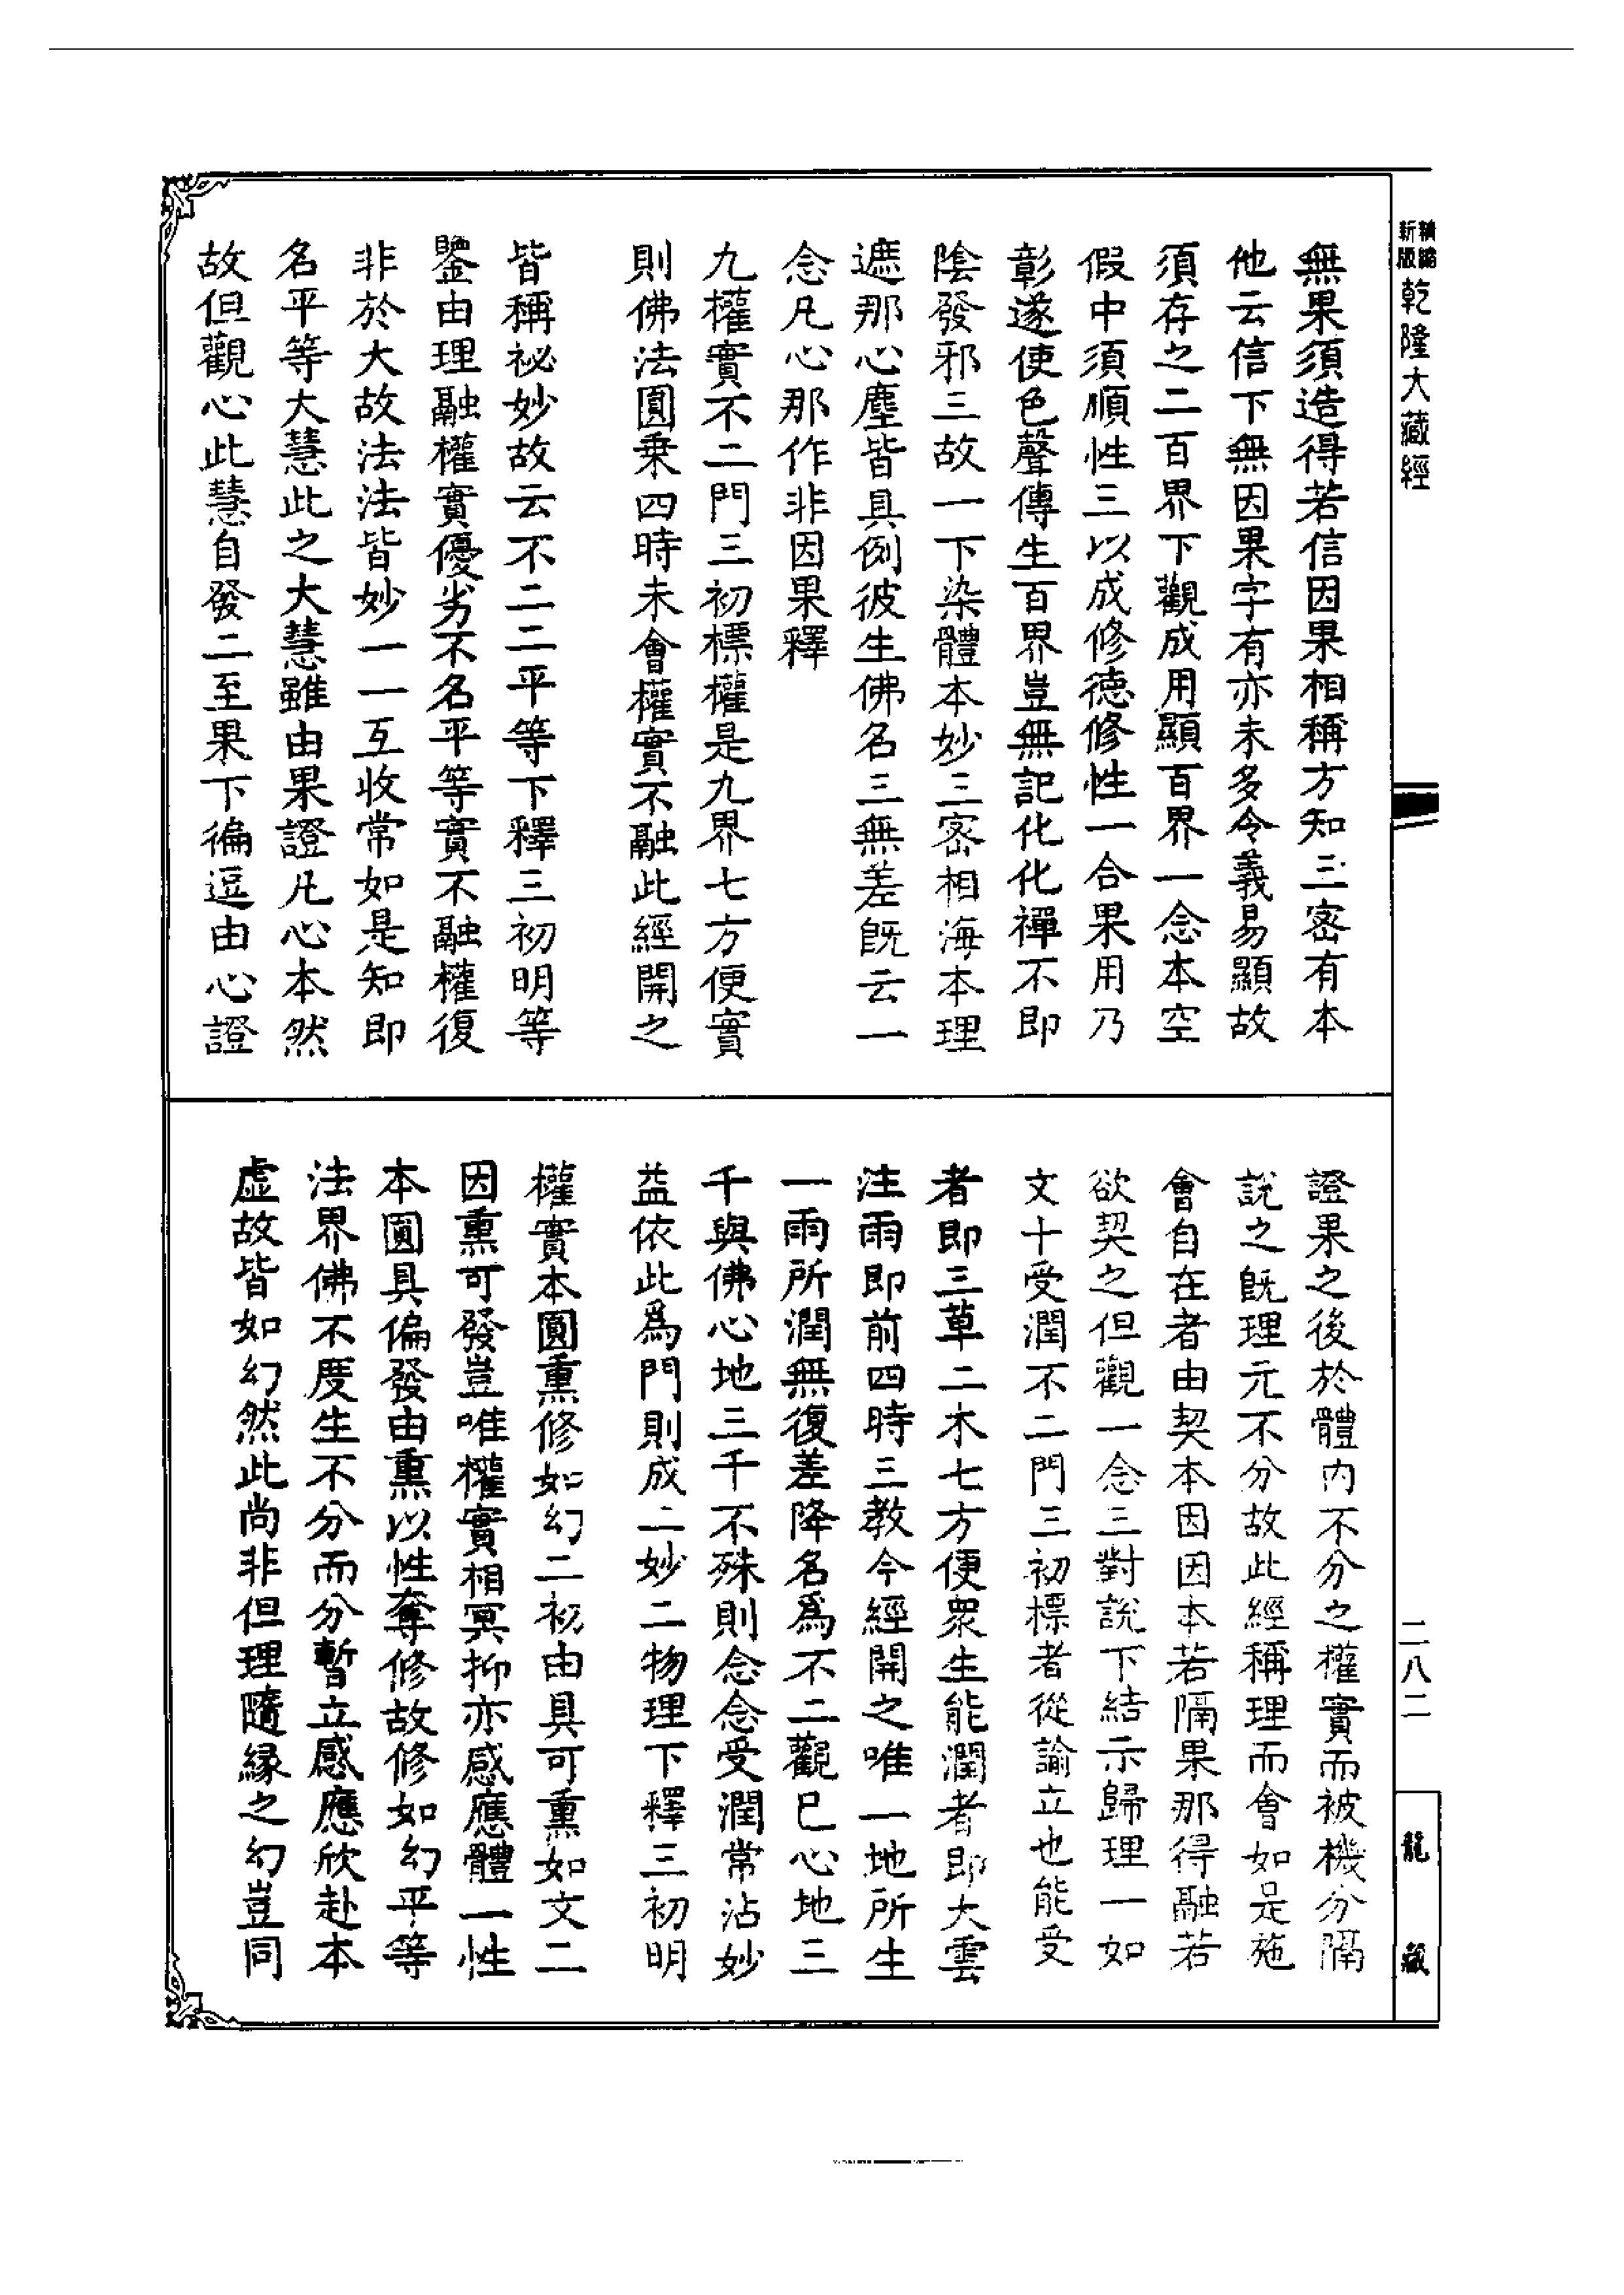 精縮新版乾隆大藏經
無果須造得若信因果相稱方知三密有本
他云信下無因果字有亦未多令義易顯故
須存之二百界下觀成用顯百界一念本空
假中須順性三以成修德修性一合果用乃
彰遂使色聲傳生百界豈無記化化禪不即
陰發邪三故一下染體本妙三密相海本理
遮那心塵皆具例彼生佛名三無差既云一
念凡心那作非因果釋
九權實不二門三初標權是九界七方便實
則佛法圓乗四時未會權實不融此經開之
皆稱祕妙故云不二二平等下釋三初明等
鑒由理融權實優劣不名平等實不融權復
非於大故法法皆妙一一互收常如是知即
名平等大慧此之大慧雖由果證凡心本然
故但觀心此慧自發二至果下徧逗由心證
證果之後於體內不分之權實而被機分隔
說之既理元不分故此經稱理而會如是施
會自在者由契本因因本若隔果那得融若
欲契之但觀一念三對說下結示歸理一如
文十受潤不二門三初標者從諭立也能受
者即三草二木七方便衆生能潤者即大雲
注雨即前四時三教今經開之唯一地所生
一雨所潤無復差降名爲不二觀已心地三
千與佛心地三千不殊則念念受潤常沾妙
益依此爲門則成二妙二物理下釋三初明
權實本圓熏修如幻二初由具可熏如文二
因熏可發豈唯權實相冥抑亦感應體一性
本圓具偏發由熏以性奪修故修如幻平等
法界佛不度生不分而分暫立感應欣赴本
虛故皆如幻然此尚非但理隨緣之幻豈同
二八二
龍藏